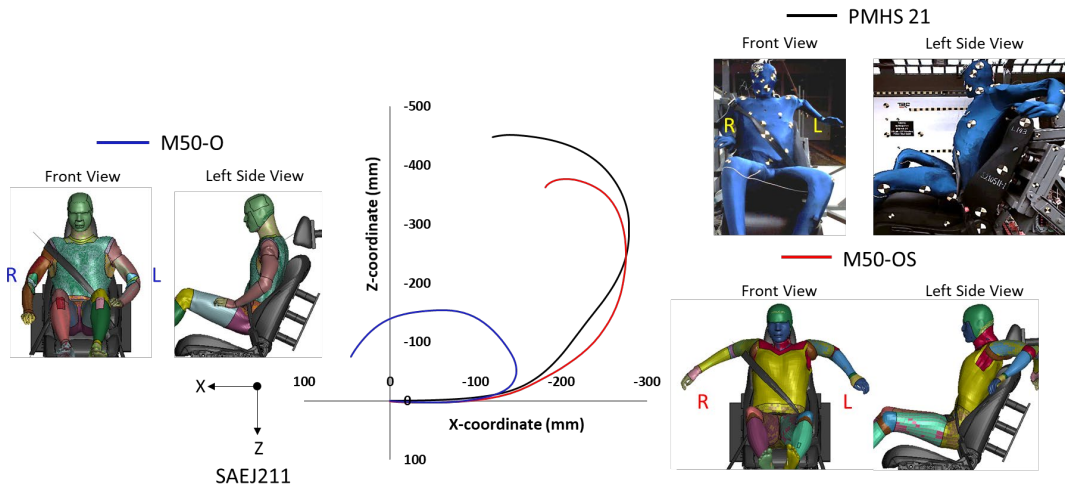 PMHS 21
Front View
Left Side View
R
L
TRC
M50-O
Front View
Left Side View
R
L
X
Z
SAEJ211
Z-coordinate (mm)
-500
-400
-300
-200
-100
0
100
100
0
-100
-200
-300
X-coordinate (mm)
M50-OS
Front View
Left Side View
R
L